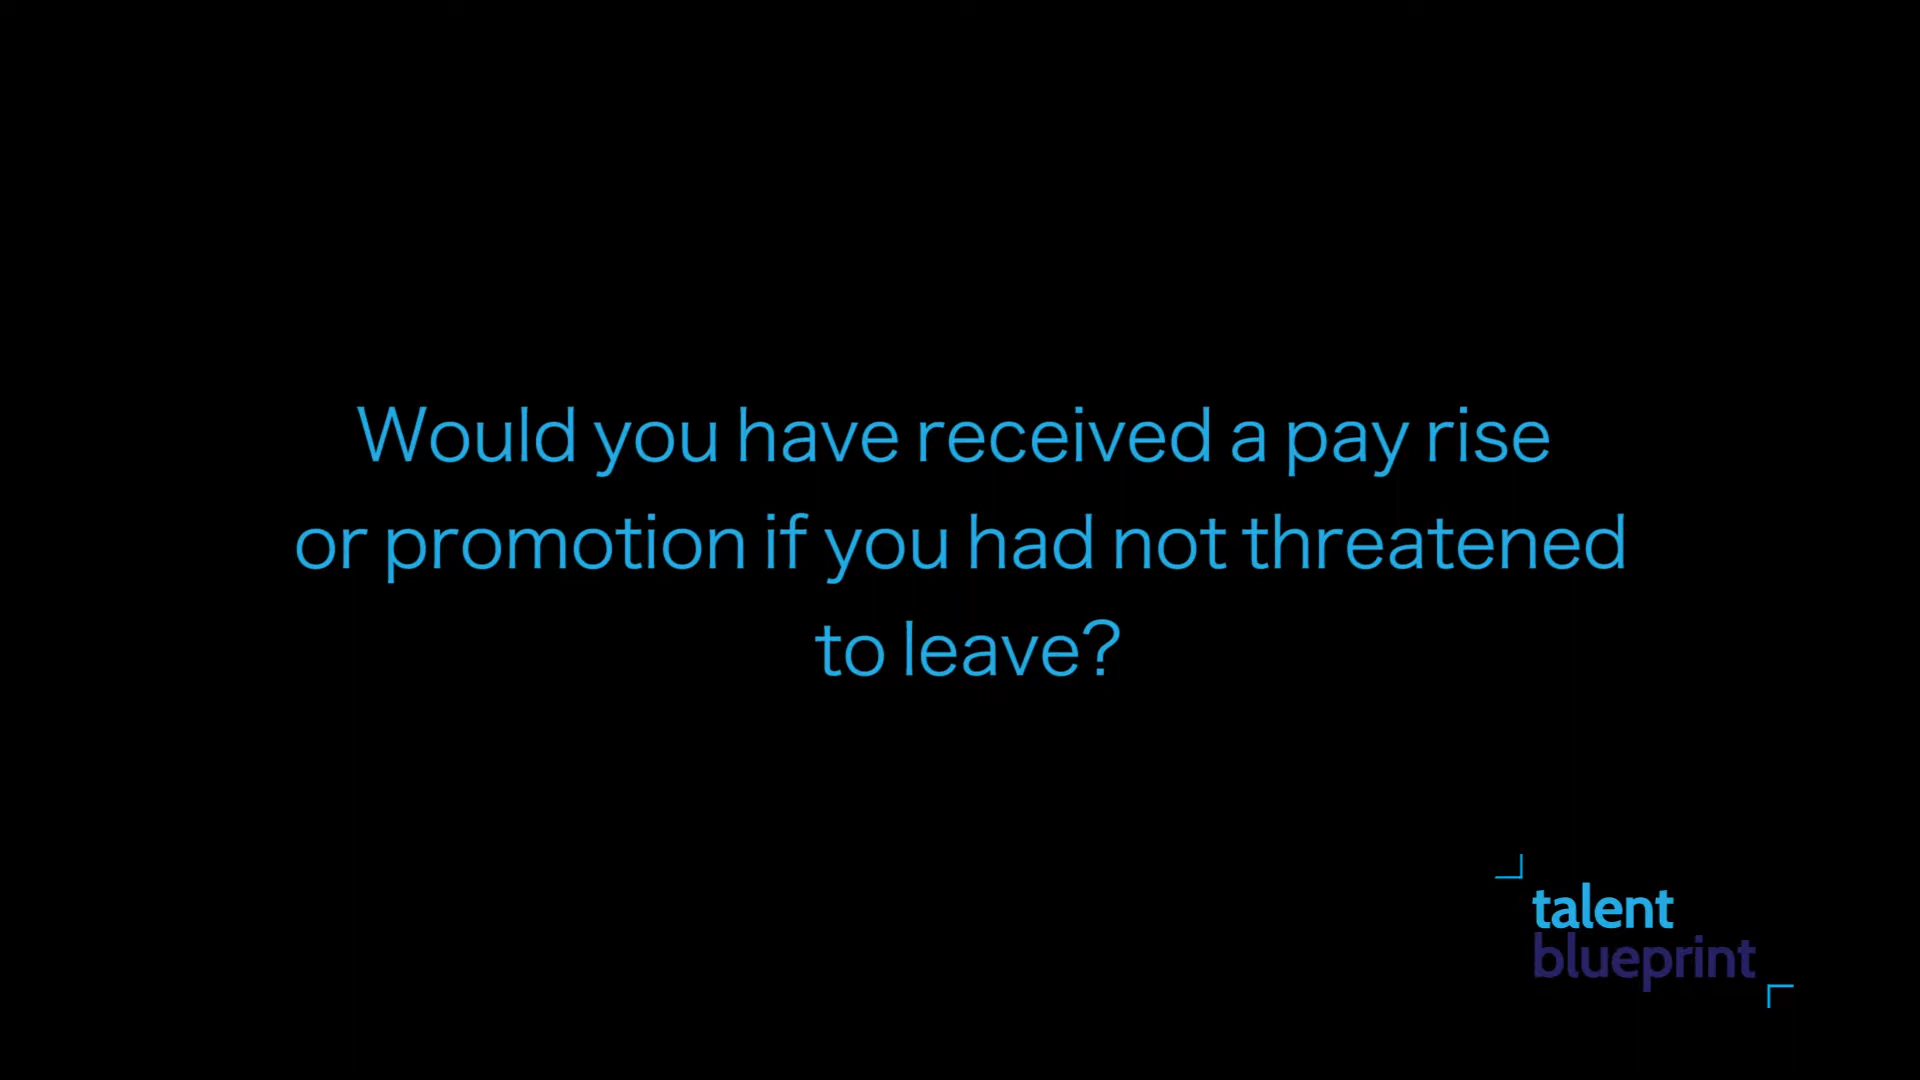 Would you have received a pay rise
or promotion if you had not threatened
to leave?
talent
blueprint